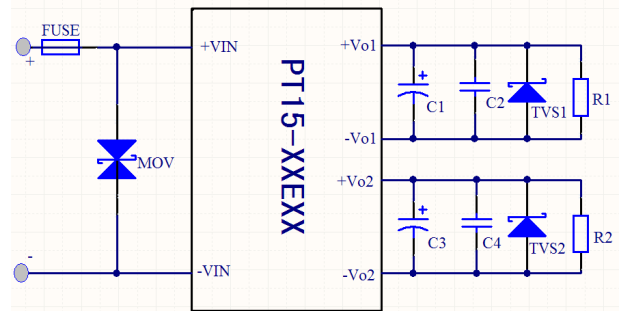 FUSE
+
+VIN
MOV
-
-VIN
PT15-XXEXX
+Vo1
+
C1
C2
TVS1
R1
-Vo1
+Vo2
+
C3
C4
TVS2
R2
-Vo2